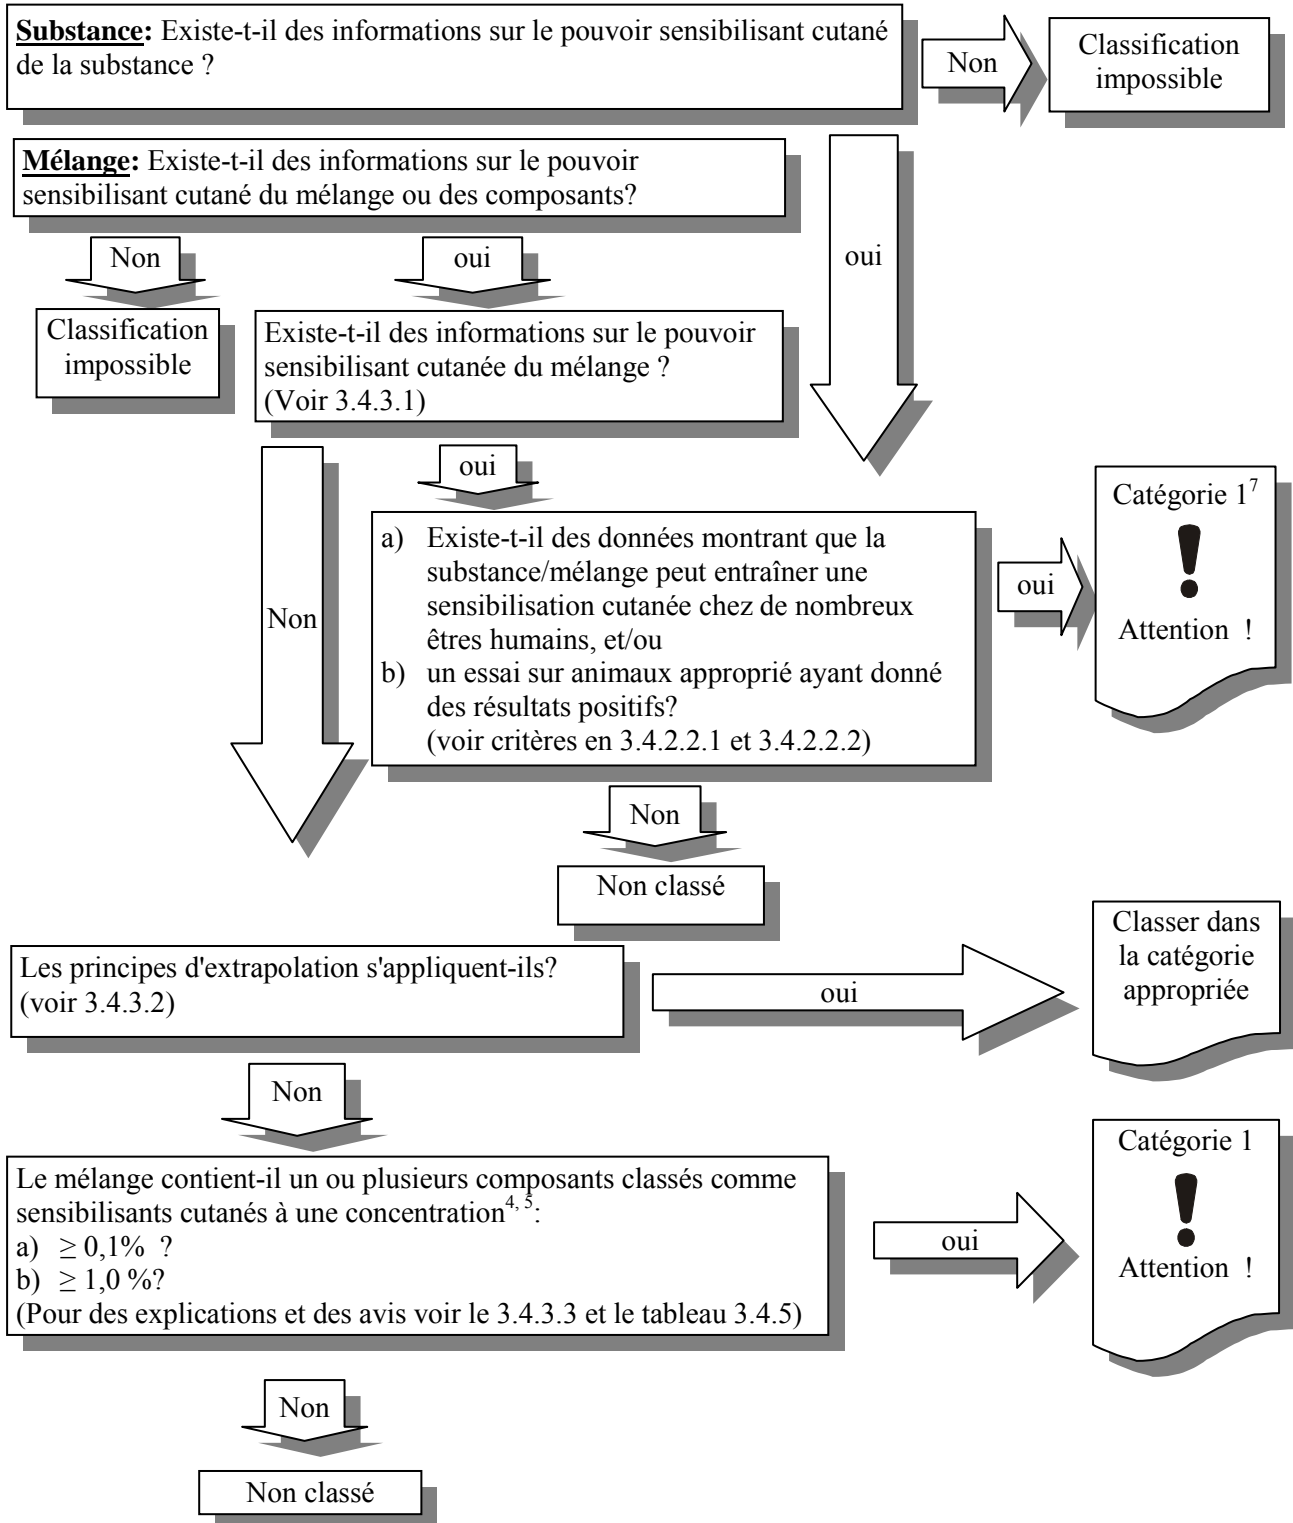 Substance: Existe-t-il des informations sur le pouvoir sensibilisant cutané
de la substance ?
Non
Classification
impossible
Mélange: Existe-t-il des informations sur le pouvoir
sensibilisant cutané du mélange ou des composants?
Non
oui
oui
Classification
impossible
Existe-t-il des informations sur le pouvoir
sensibilisant cutanée du mélange ?
(Voir 3.4.3.1)
Non
oui
a) Existe-t-il des données montrant que la
substance/mélange peut entraîner une
sensibilisation cutanée chez de nombreux
êtres humains, et/ou
b) un essai sur animaux approprié ayant donné
des résultats positifs?
(voir critères en 3.4.2.2.1 et 3.4.2.2.2)
oui
Catégorie 1⁷
!
Attention !
Non
Non classé
Les principes d'extrapolation s'appliquent-ils?
(voir 3.4.3.2)
oui
Classer dans
la catégorie
appropriée
Non
Le mélange contient-il un ou plusieurs composants classés comme
sensibilisants cutanés à une concentration⁴, ⁵:
a) ≥ 0,1% ?
b) ≥ 1,0 %?
(Pour des explications et des avis voir le 3.4.3.3 et le tableau 3.4.5)
oui
Catégorie 1
!
Attention !
Non
Non classé